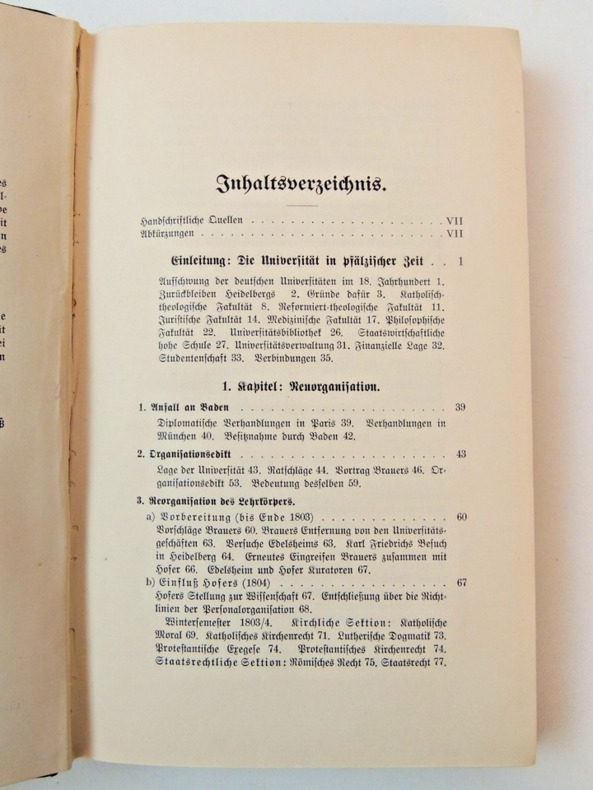 Inhaltsverzeichnis.
Handschriftliche Quellen . . . . . . . . . . . . . . . . . . . VII
Abkürzungen . . . . . . . . . . . . . . . . . . . . . . . VII
Einleitung: Die Universität in pfälzischer Zeit . . 1
Aufschwung der deutschen Universitäten im 18. Jahrhundert 1.
Zurückbleiben Heidelbergs 2. Gründe dafür 3. Katholisch-
theologische Fakultät 8. Reformiert-theologische Fakultät 11.
Juristische Fakultät 14. Medizinische Fakultät 17. Philosophische
Fakultät 22. Universitätsbibliothek 26. Staatswirtschaftliche
hohe Schule 27. Universitätsverwaltung 31. Finanzielle Lage 32.
Studentenschaft 33. Verbindungen 35.
1. Kapitel: Neuorganisation.
1. Anfall an Baden . . . . . . . . . . . . . . . . . . . . 39
Diplomatische Verhandlungen in Paris 39. Verhandlungen in
München 40. Besitznahme durch Baden 42.
2. Organisationsedikt . . . . . . . . . . . . . . . . . . . . 43
Lage der Universität 43. Ratschläge 44. Vortrag Brauers 46. Or-
ganisationsedikt 53. Bedeutung desselben 59.
3. Reorganisation des Lehrkörpers.
a) Vorbereitung (bis Ende 1803) . . . . . . . . . . . . 60
Vorschläge Brauers 60. Brauers Entfernung von den Universitäts-
geschäften 63. Versuche Edelsheims 63. Karl Friedrichs Besuch
in Heidelberg 64. Erneutes Eingreifen Brauers zusammen mit
Hofer 66. Edelsheim und Hofer Kuratoren 67.
b) Einfluß Hofers (1804) . . . . . . . . . . . . . . . . . 67
Hofers Stellung zur Wissenschaft 67. Entschließung über die Richt-
linien der Personalorganisation 68.
Wintersemester 1803/4. Kirchliche Sektion: Katholische
Moral 69. Katholisches Kirchenrecht 71. Lutherische Dogmatik 73.
Protestantische Exegese 74. Protestantisches Kirchenrecht 74.
Staatsrechtliche Sektion: Römisches Recht 75. Staatsrecht 77.